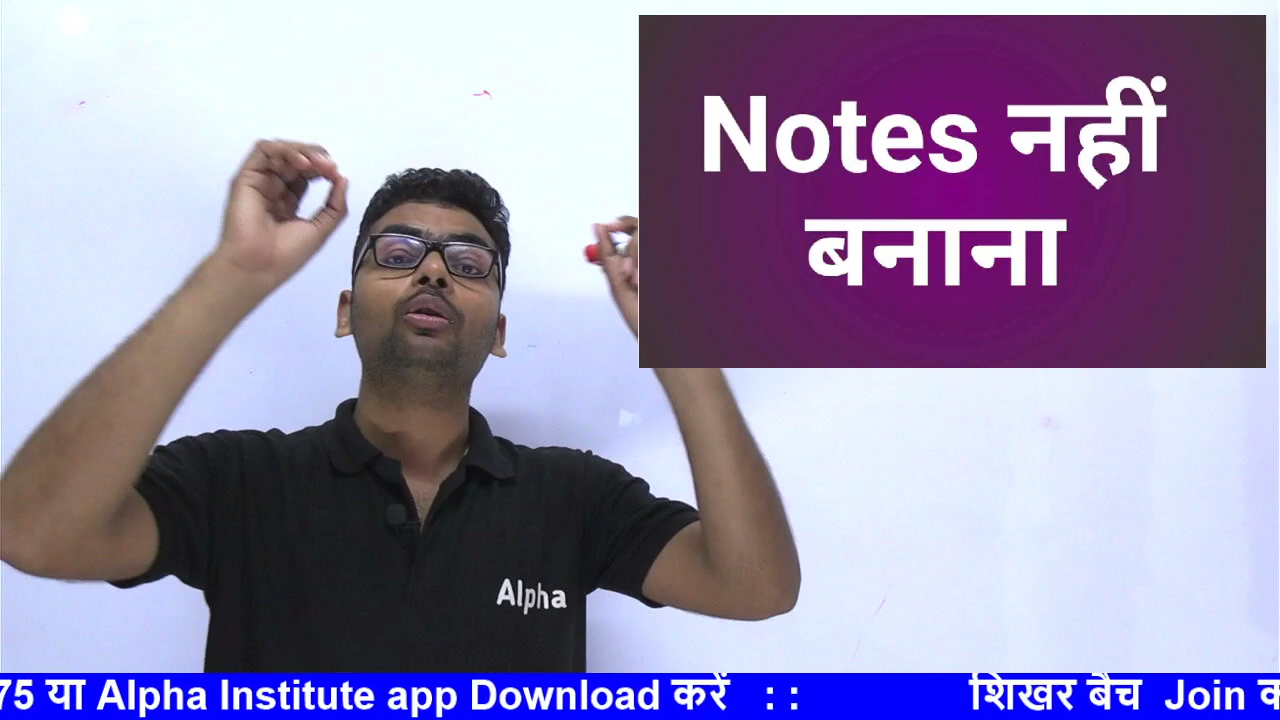 Notes नहीं
बनाना
Alpha
75 या Alpha Institute app Download करें : : शिखर बैच Join